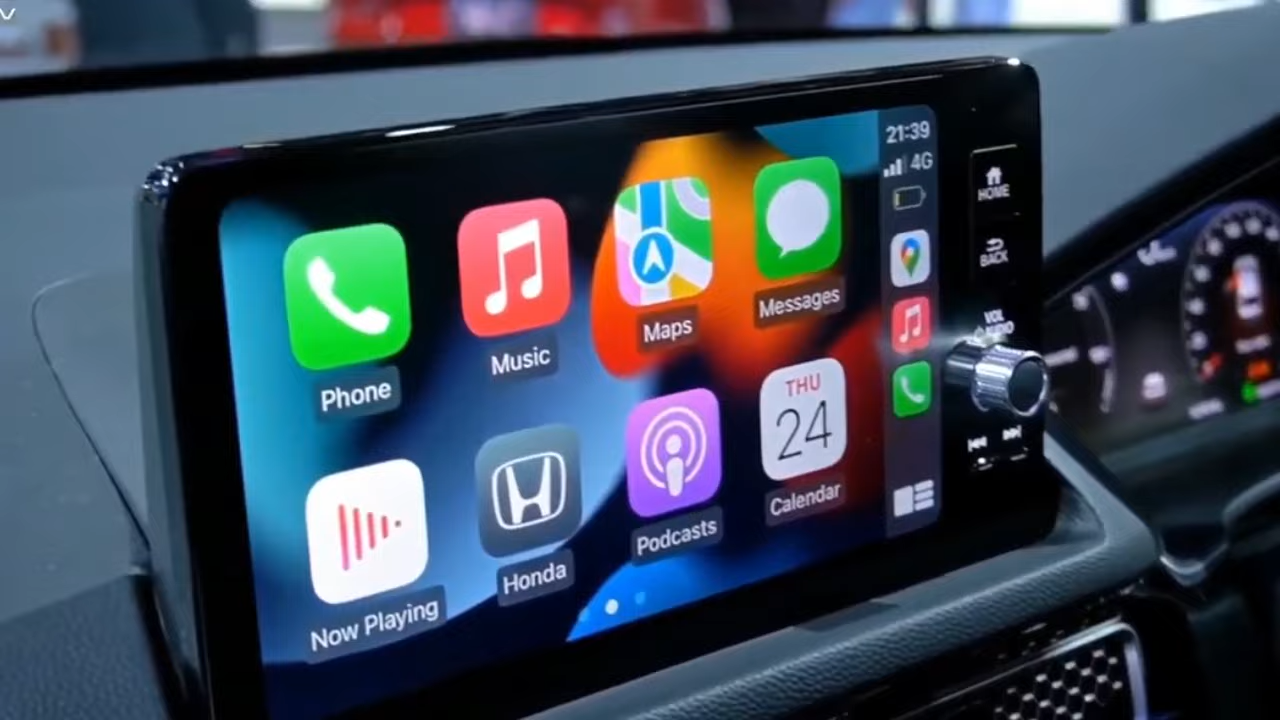 21:39
4G
HOME
BACK
VOL
AUDIO
Phone
Music
Maps
Messages
THU
24
Now Playing
Honda
Podcasts
Calendar